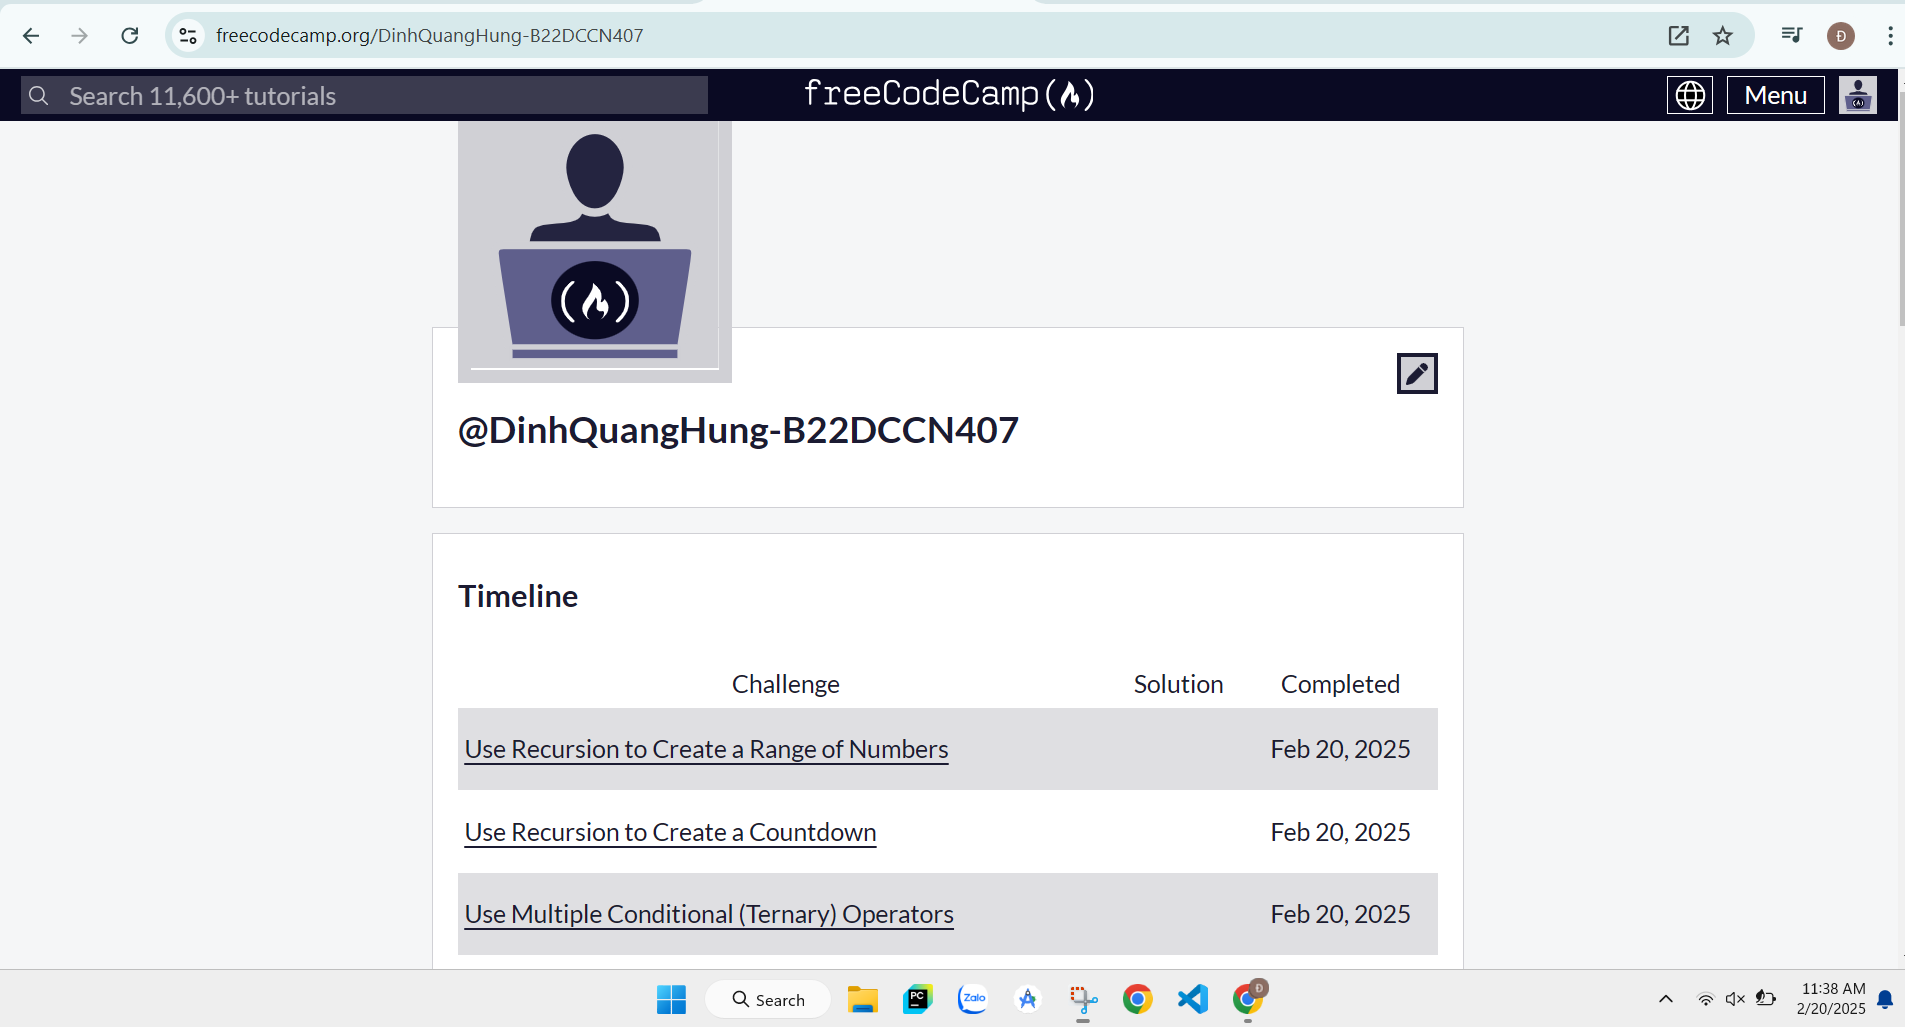 freecodecamp.org/DinhQuangHung-B22DCCN407
Đ
Search 11,600+ tutorials
freeCodeCamp(🔥)
Menu
@DinhQuangHung-B22DCCN407
Timeline
Challenge Solution Completed
Use Recursion to Create a Range of Numbers Feb 20, 2025
Use Recursion to Create a Countdown Feb 20, 2025
Use Multiple Conditional (Ternary) Operators Feb 20, 2025
Search
PC
Zalo
Đ
11:38 AM
2/20/2025